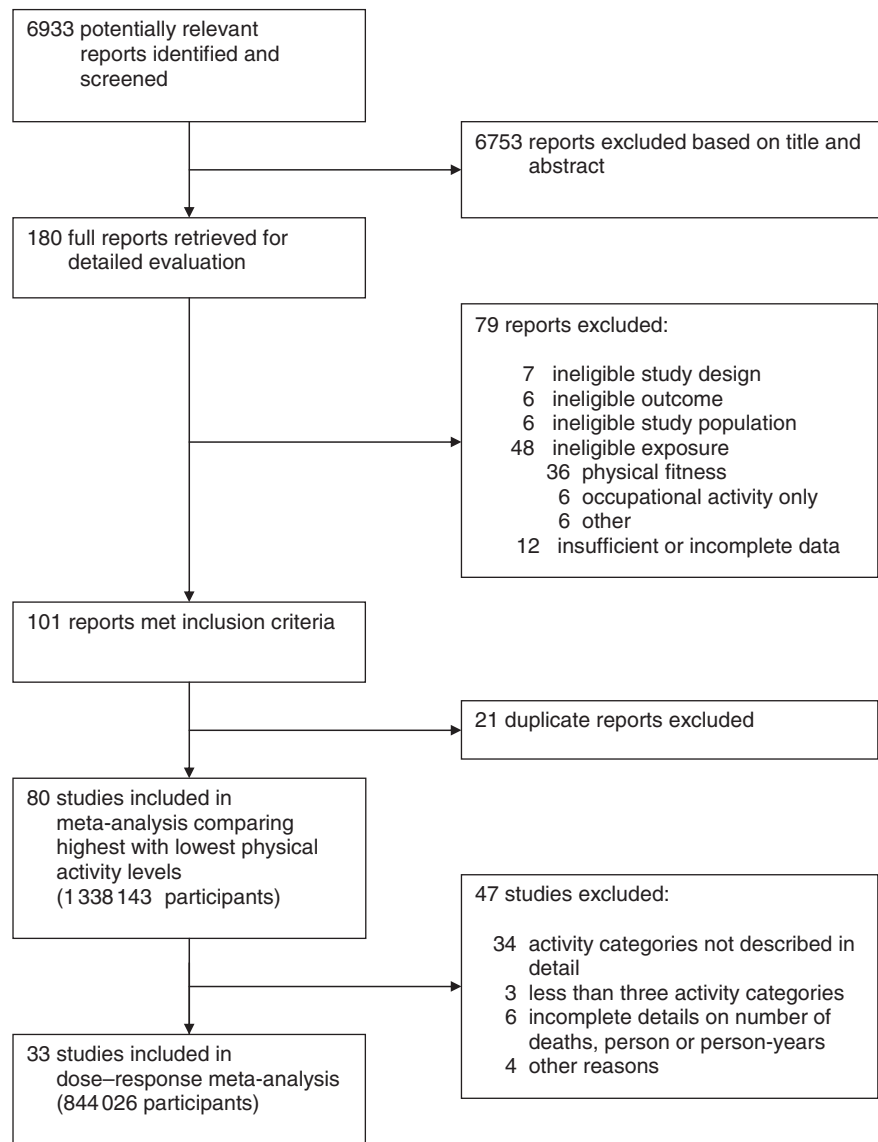 6933 potentially relevant
reports identified and
screened
6753 reports excluded based on title and
abstract
180 full reports retrieved for
detailed evaluation
79 reports excluded:
7 ineligible study design
6 ineligible outcome
6 ineligible study population
48 ineligible exposure
36 physical fitness
6 occupational activity only
6 other
12 insufficient or incomplete data
101 reports met inclusion criteria
21 duplicate reports excluded
80 studies included in
meta-analysis comparing
highest with lowest physical
activity levels
(1 338 143 participants)
47 studies excluded:
34 activity categories not described in
detail
3 less than three activity categories
6 incomplete details on number of
deaths, person or person-years
4 other reasons
33 studies included in
dose–response meta-analysis
(844 026 participants)